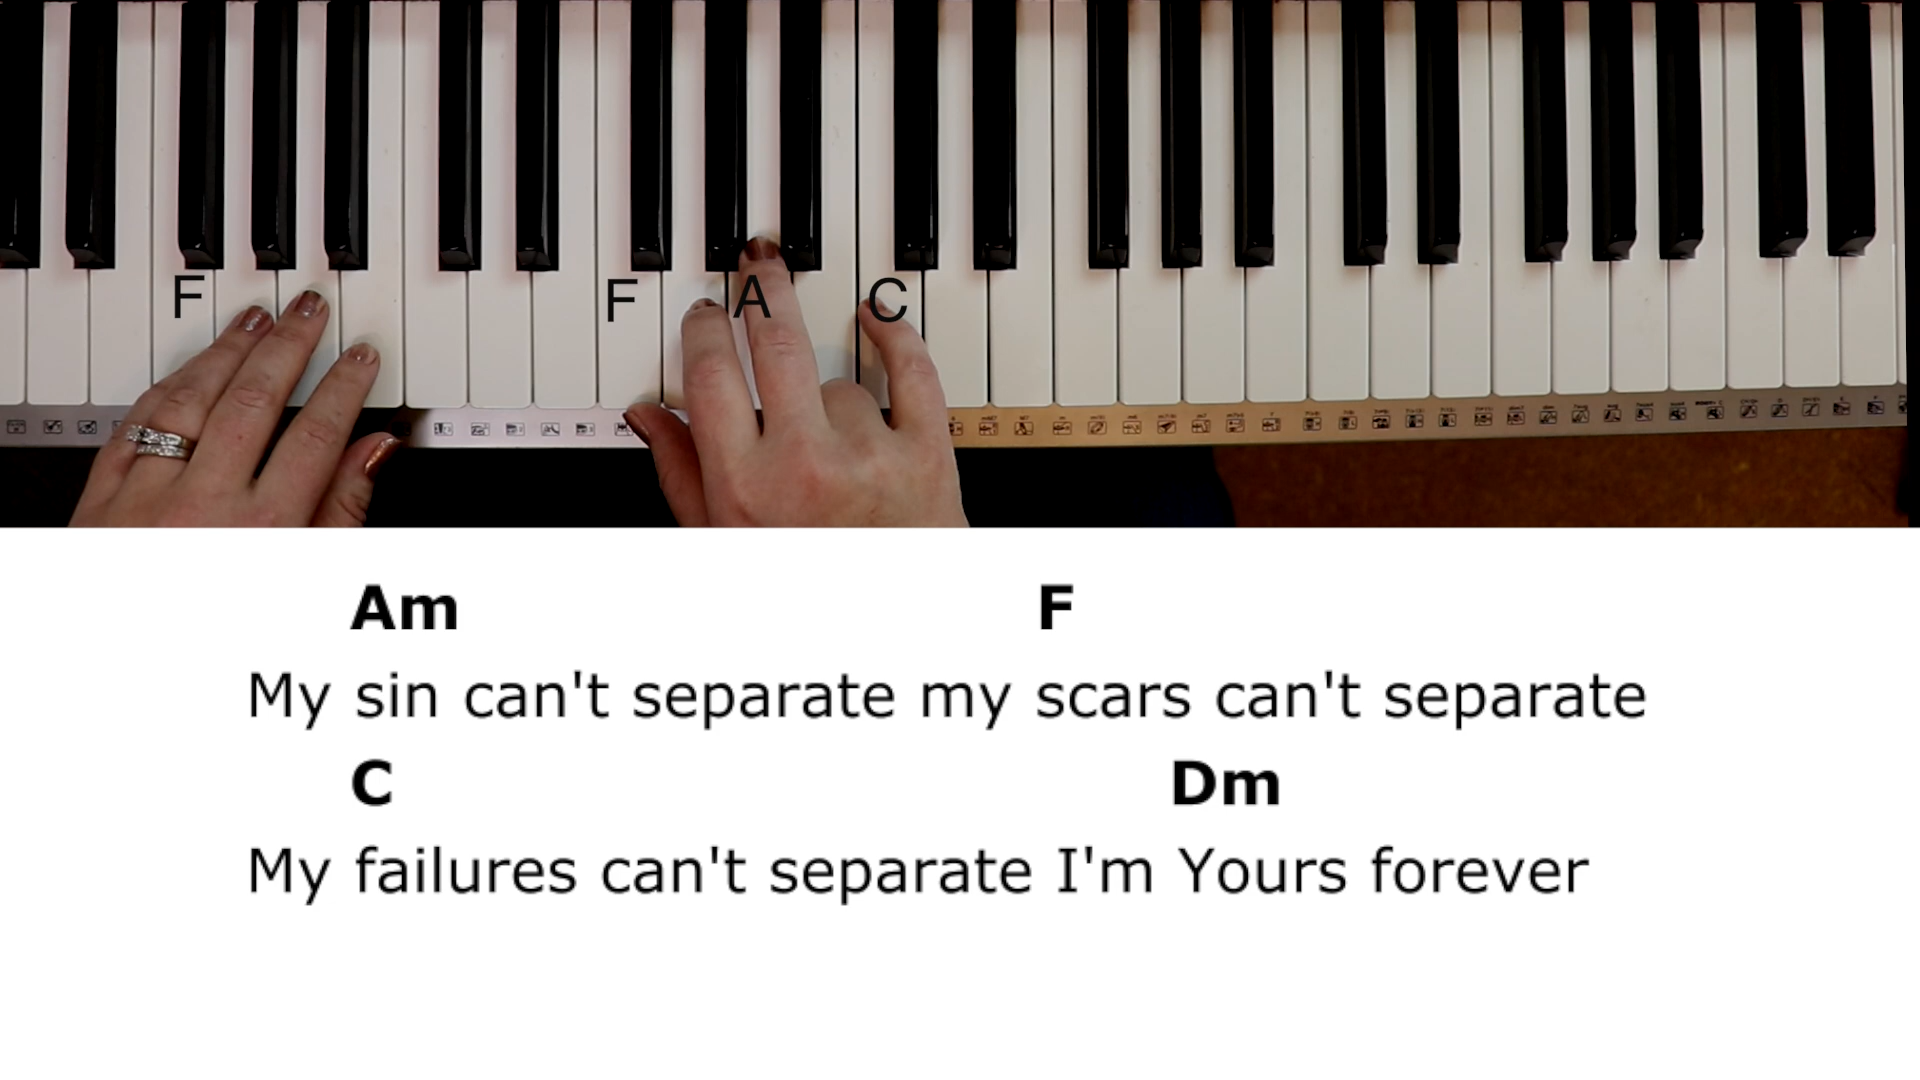 F F A C
Am F
My sin can't separate my scars can't separate
C Dm
My failures can't separate I'm Yours forever